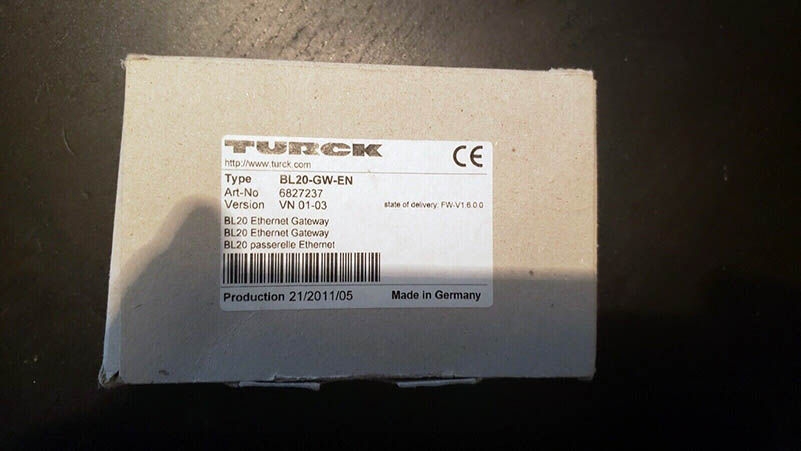 TURCK
http://www.turck.com
CE
Type BL20-GW-EN
Art-No 6827237
Version VN 01-03 state of delivery: FW-V1.6.0.0
BL20 Ethernet Gateway
BL20 Ethernet Gateway
BL20 passerelle Ethernet
Production 21/2011/05 Made in Germany